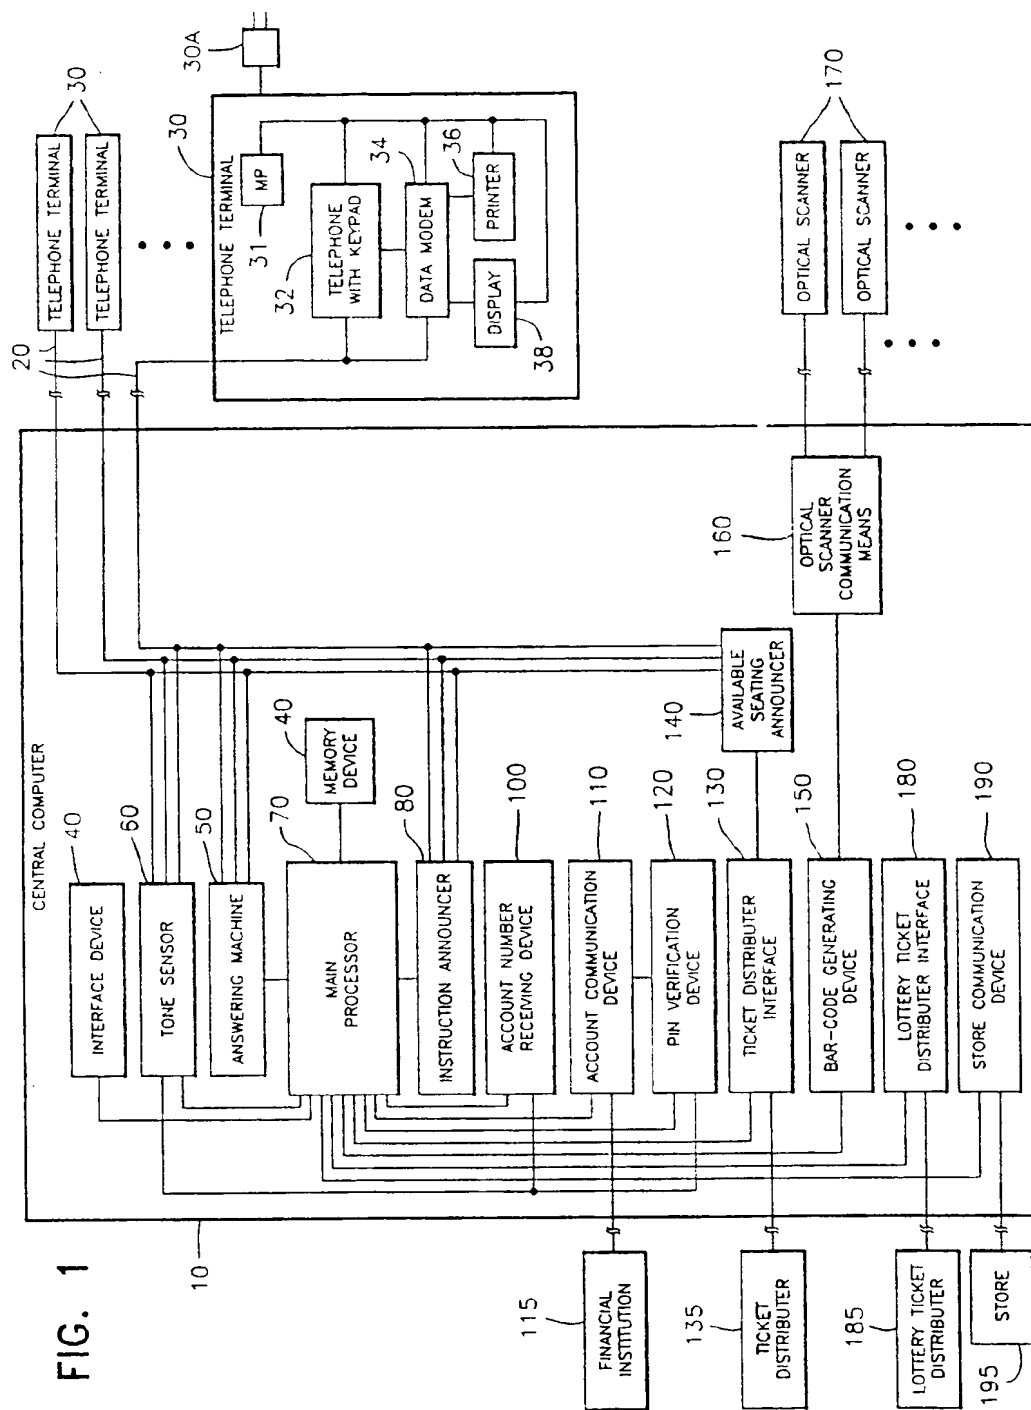 FIG. 1
10
CENTRAL COMPUTER
40
INTERFACE DEVICE
60
TONE SENSOR
50
ANSWERING MACHINE
70
MAIN
PROCESSOR
40
MEMORY
DEVICE
80
INSTRUCTION ANNOUNCER
100
ACCOUNT NUMBER
RECEIVING DEVICE
110
ACCOUNT COMMUNICATION
DEVICE
120
PIN VERIFICATION
DEVICE
130
TICKET DISTRIBUTER
INTERFACE
140
AVAILABLE
SEATING
ANNOUNCER
150
BAR-CODE GENERATING
DEVICE
160
OPTICAL
SCANNER
COMMUNICATION
MEANS
180
LOTTERY TICKET
DISTRIBUTER INTERFACE
190
STORE COMMUNICATION
DEVICE
115
FINANCIAL
INSTITUTION
135
TICKET
DISTRIBUTER
185
LOTTERY TICKET
DISTRIBUTER
195
STORE
20
TELEPHONE TERMINAL
TELEPHONE TERMINAL
30
TELEPHONE TERMINAL
30
30A
MP
31
32
TELEPHONE
WITH KEYPAD
34
DATA MODEM
36
PRINTER
DISPLAY
38
OPTICAL SCANNER
OPTICAL SCANNER
170